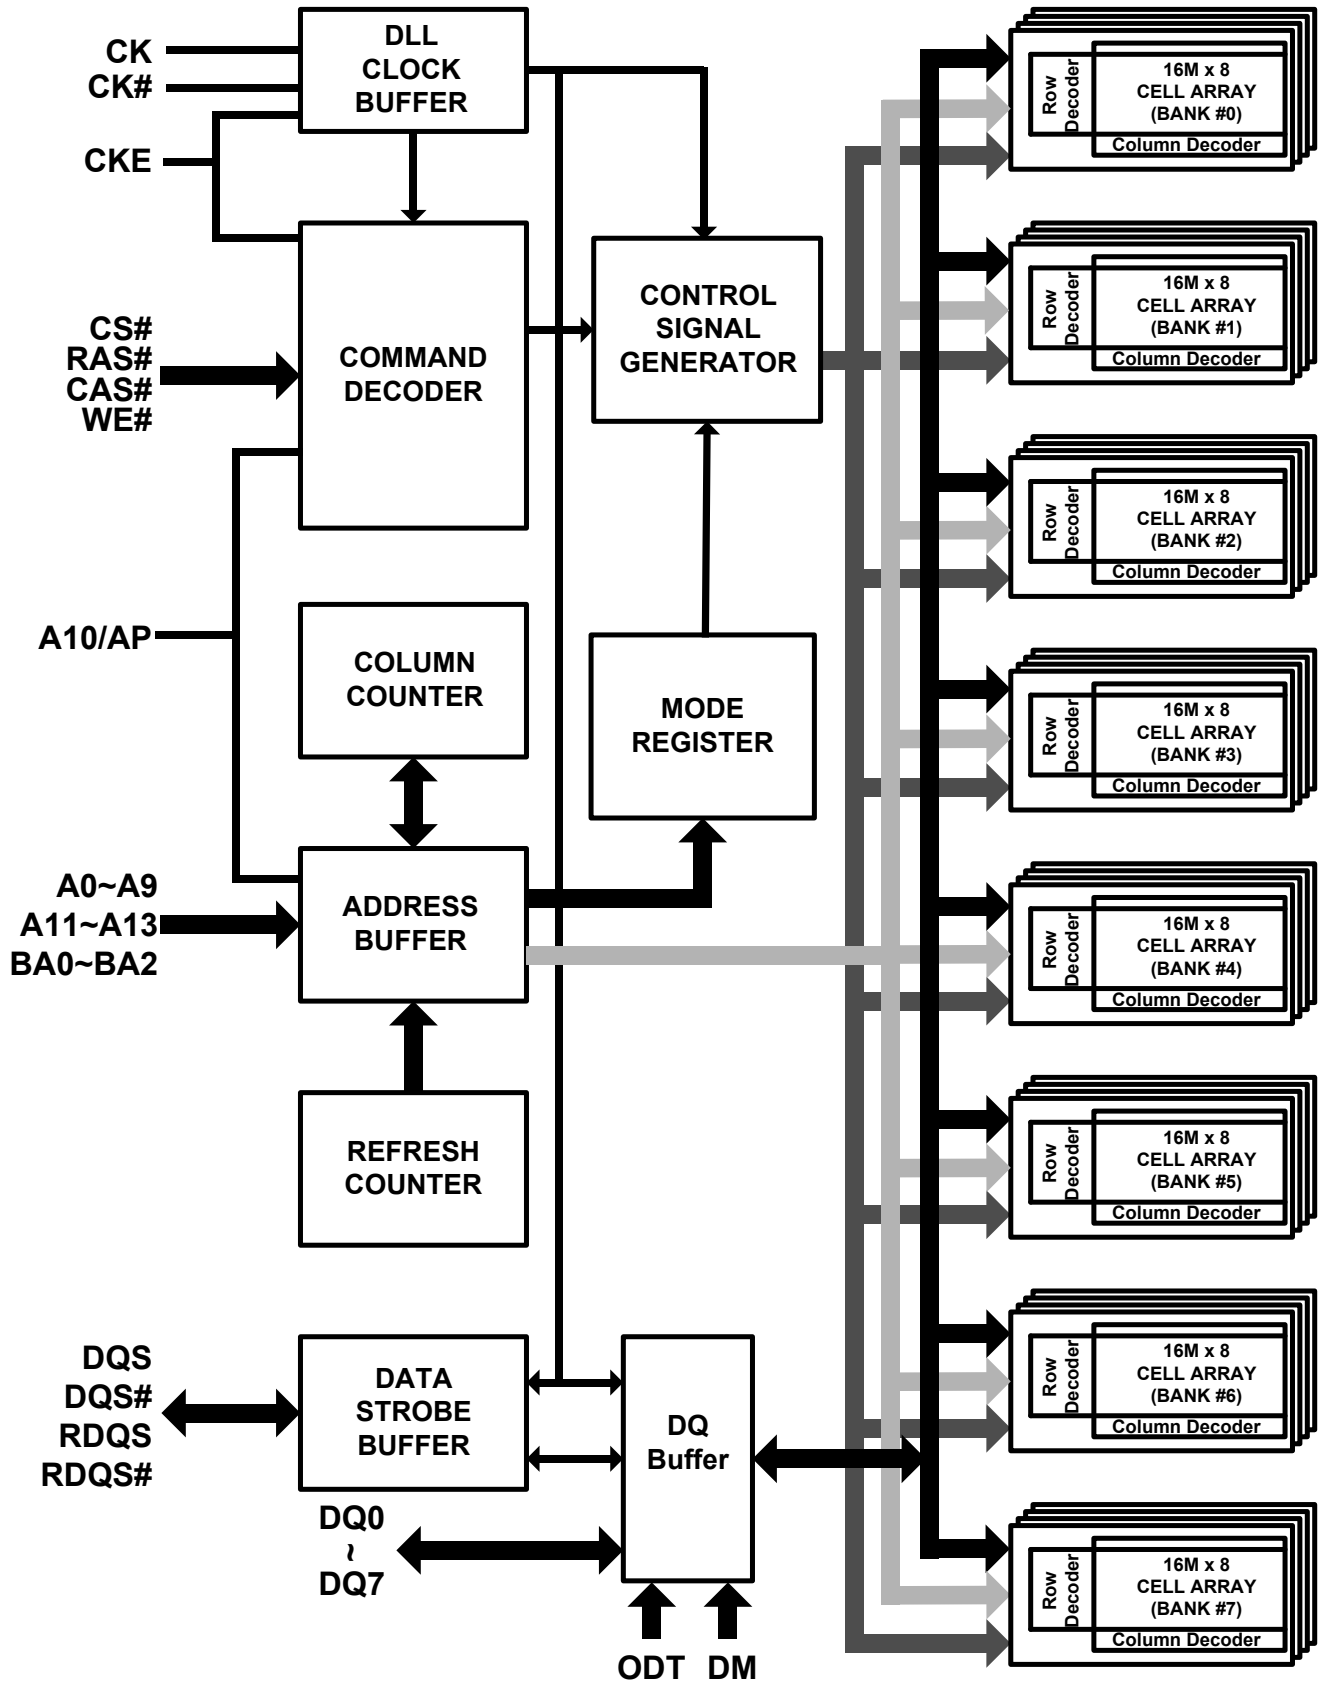 CK
CK#
CKE
CS#
RAS#
CAS#
WE#
A10/AP
A0~A9
A11~A13
BA0~BA2
DQS
DQS#
RDQS
RDQS#
DLL
CLOCK
BUFFER
COMMAND
DECODER
COLUMN
COUNTER
ADDRESS
BUFFER
REFRESH
COUNTER
DATA
STROBE
BUFFER
DQ0
~
DQ7
CONTROL
SIGNAL
GENERATOR
MODE
REGISTER
DQ
Buffer
ODT DM
Row
Decoder
16M x 8
CELL ARRAY
(BANK #0)
Column Decoder
Row
Decoder
16M x 8
CELL ARRAY
(BANK #1)
Column Decoder
Row
Decoder
16M x 8
CELL ARRAY
(BANK #2)
Column Decoder
Row
Decoder
16M x 8
CELL ARRAY
(BANK #3)
Column Decoder
Row
Decoder
16M x 8
CELL ARRAY
(BANK #4)
Column Decoder
Row
Decoder
16M x 8
CELL ARRAY
(BANK #5)
Column Decoder
Row
Decoder
16M x 8
CELL ARRAY
(BANK #6)
Column Decoder
Row
Decoder
16M x 8
CELL ARRAY
(BANK #7)
Column Decoder